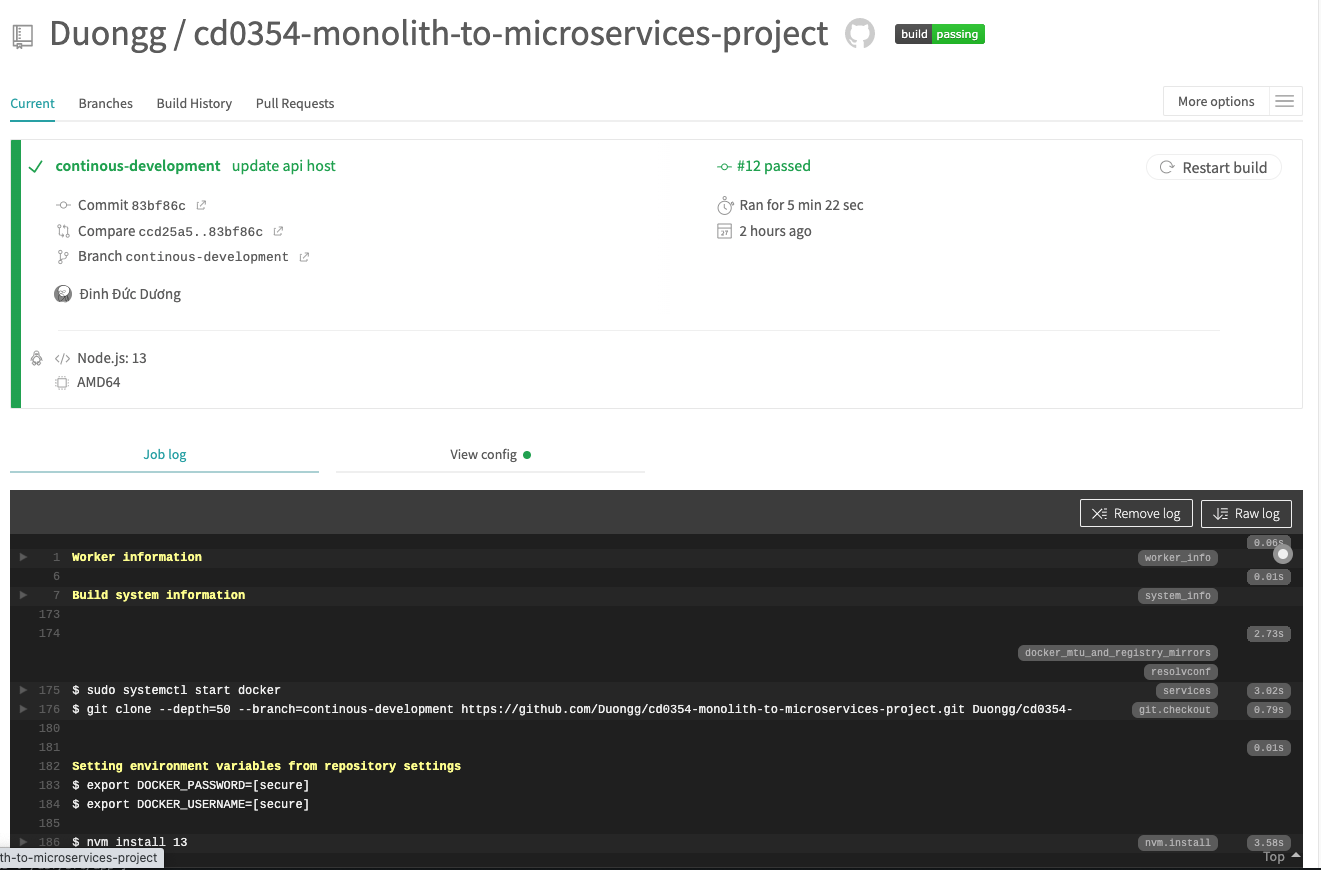 Duongg / cd0354-monolith-to-microservices-project build passing
Current Branches Build History Pull Requests More options
continous-development update api host #12 passed Restart build
Commit 83bf86c Ran for 5 min 22 sec
Compare ccd25a5..83bf86c 2 hours ago
Branch continous-development
Đinh Đức Dương
Node.js: 13
AMD64
Job log View config
Remove log Raw log
0.06s
1 Worker information worker_info
6 0.01s
7 Build system information system_info
173
174 2.73s
docker_mtu_and_registry_mirrors
resolvconf
175 $ sudo systemctl start docker services 3.02s
176 $ git clone --depth=50 --branch=continous-development https://github.com/Duongg/cd0354-monolith-to-microservices-project.git Duongg/cd0354- git.checkout 0.79s
180
181 0.01s
182 Setting environment variables from repository settings
183 $ export DOCKER_PASSWORD=[secure]
184 $ export DOCKER_USERNAME=[secure]
185
186 $ nvm install 13 nvm.install 3.58s
th-to-microservices-project Top